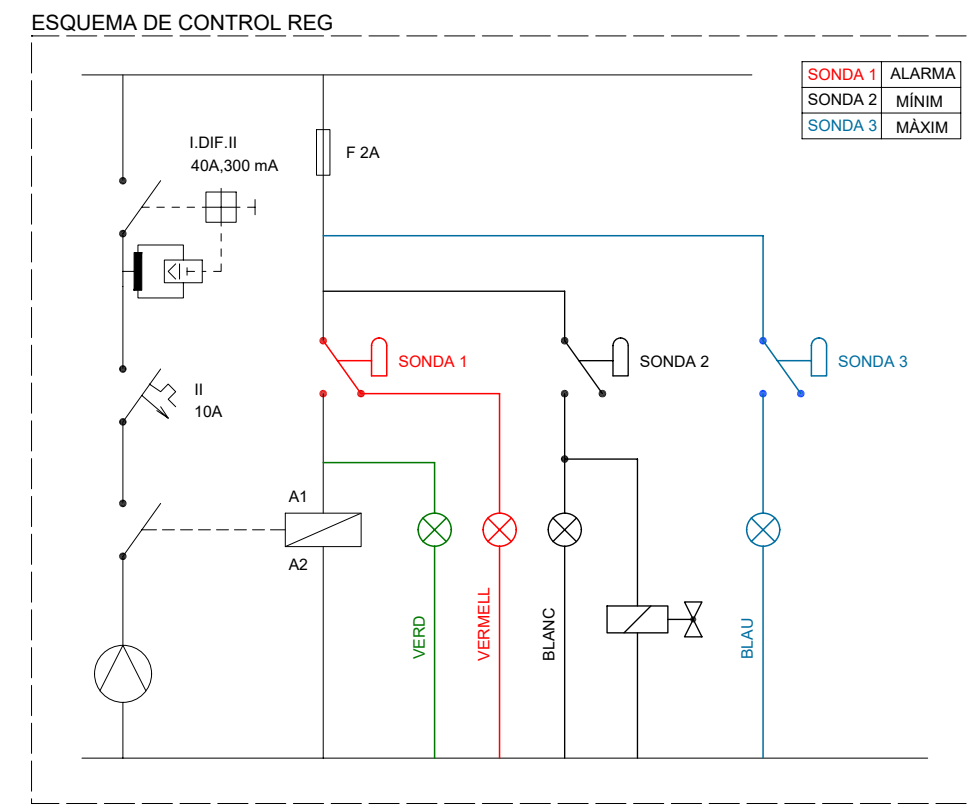 ESQUEMA DE CONTROL REG
SONDA 1 ALARMA
SONDA 2 MÍNIM
SONDA 3 MÀXIM
I.DIF.II
40A,300 mA
F 2A
SONDA 1
SONDA 2
SONDA 3
II
10A
A1
A2
VERD
VERMELL
BLANC
BLAU